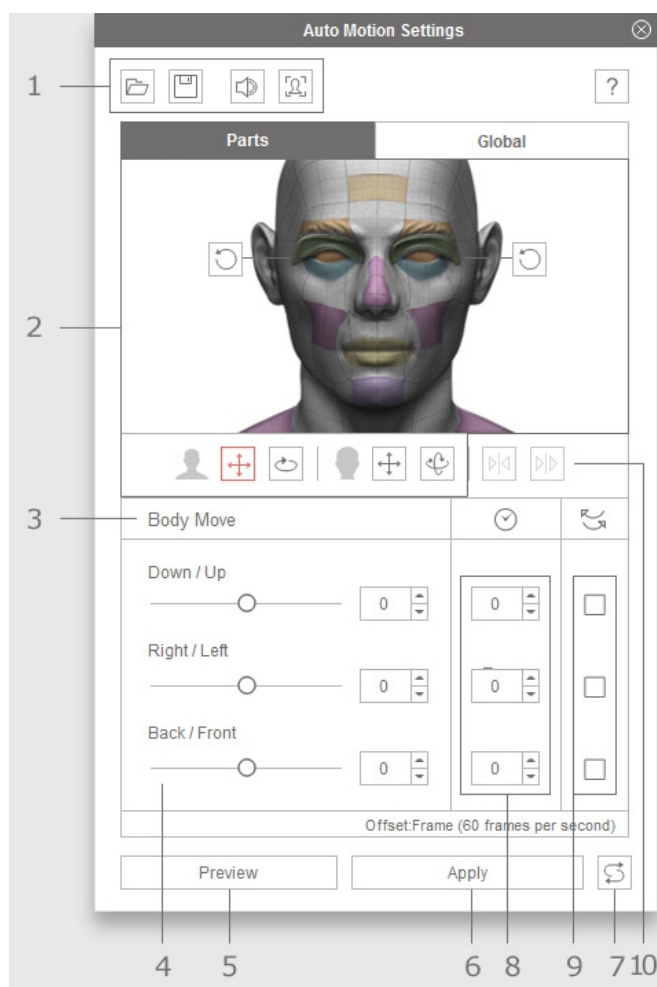 Auto Motion Settings
1
?
Parts
Global
2
3
Body Move
Down / Up
0
0
Right / Left
0
0
Back / Front
0
0
Offset:Frame (60 frames per second)
Preview
Apply
4 5 6 8 9 7 10